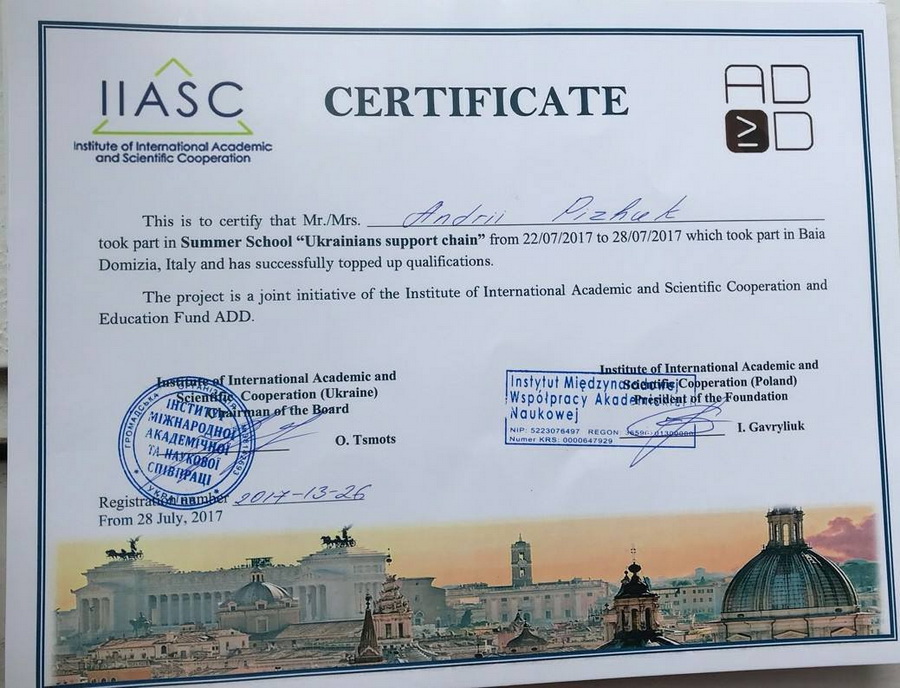 IIASC
Institute of International Academic
and Scientific Cooperation
CERTIFICATE
AD
≥D
This is to certify that Mr./Mrs. Andrii Pizhuk
took part in Summer School “Ukrainians support chain” from 22/07/2017 to 28/07/2017 which took part in Baia
Domizia, Italy and has successfully topped up qualifications.
The project is a joint initiative of the Institute of International Academic and Scientific Cooperation and
Education Fund ADD.
Institute of International Academic and
Scientific Cooperation (Ukraine)
Chairman of the Board
O. Tsmots
ГРОМАДСЬКА ОРГАНІЗАЦІЯ
ІНСТИТУТ
МІЖНАРОДНОЇ
АКАДЕМІЧНОЇ
ТА НАУКОВОЇ
СПІВПРАЦІ
УКРАЇНА
Institute of International Academic and
Scientific Cooperation (Poland)
President of the Foundation
I. Gavryliuk
Instytut Międzynarodowej
Współpracy Akademickiej
Naukowej
NIP: 5223076497 REGON:
Numer KRS: 0000647929
Registration number 2017-13-26
From 28 July, 2017